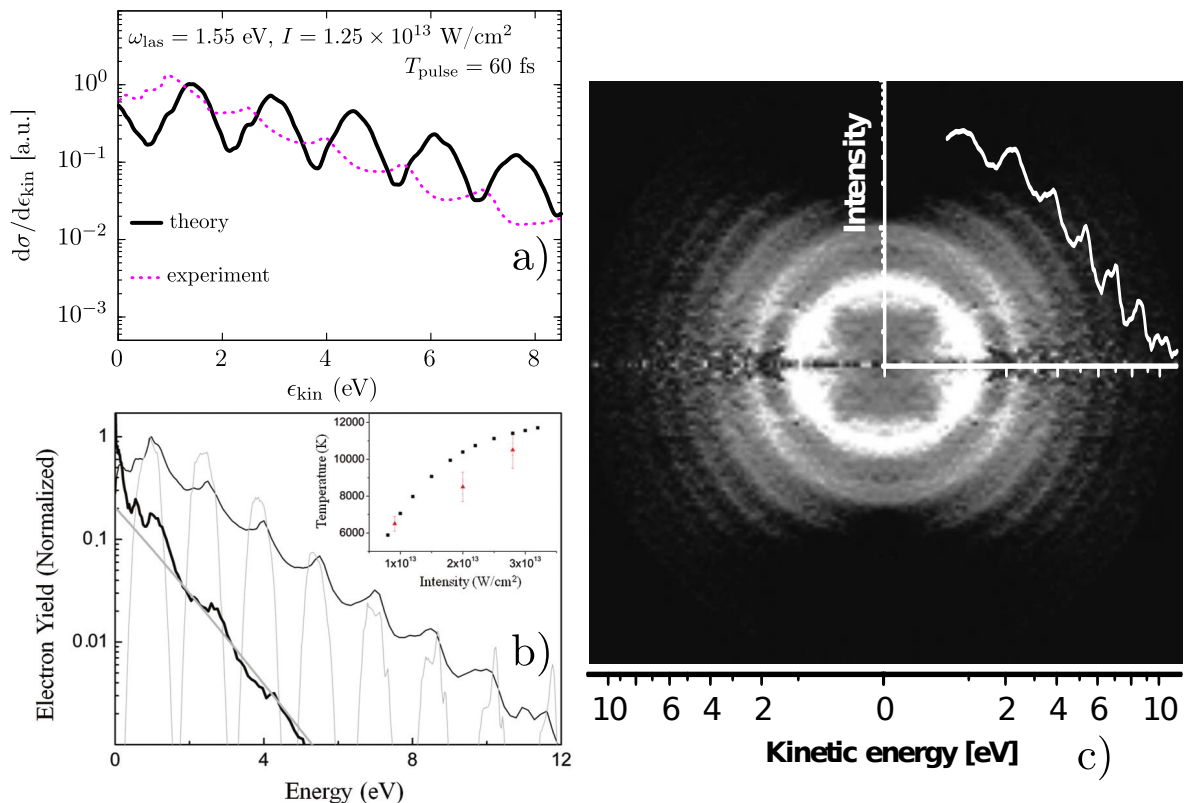 ω_las = 1.55 eV, I = 1.25 × 10^13 W/cm^2
T_pulse = 60 fs
10^0
10^-1
10^-2
10^-3
dσ/dϵ_kin [a.u.]
theory
experiment
a)
0 2 4 6 8
ϵ_kin (eV)
1
0.1
0.01
Electron Yield (Normalized)
12000
10000
8000
6000
Temperature (K)
1x10^13 2x10^13 3x10^13
Intensity (W/cm^2)
b)
0 4 8 12
Energy (eV)
Intensity
10 6 4 2 0 2 4 6 10
Kinetic energy [eV]
c)